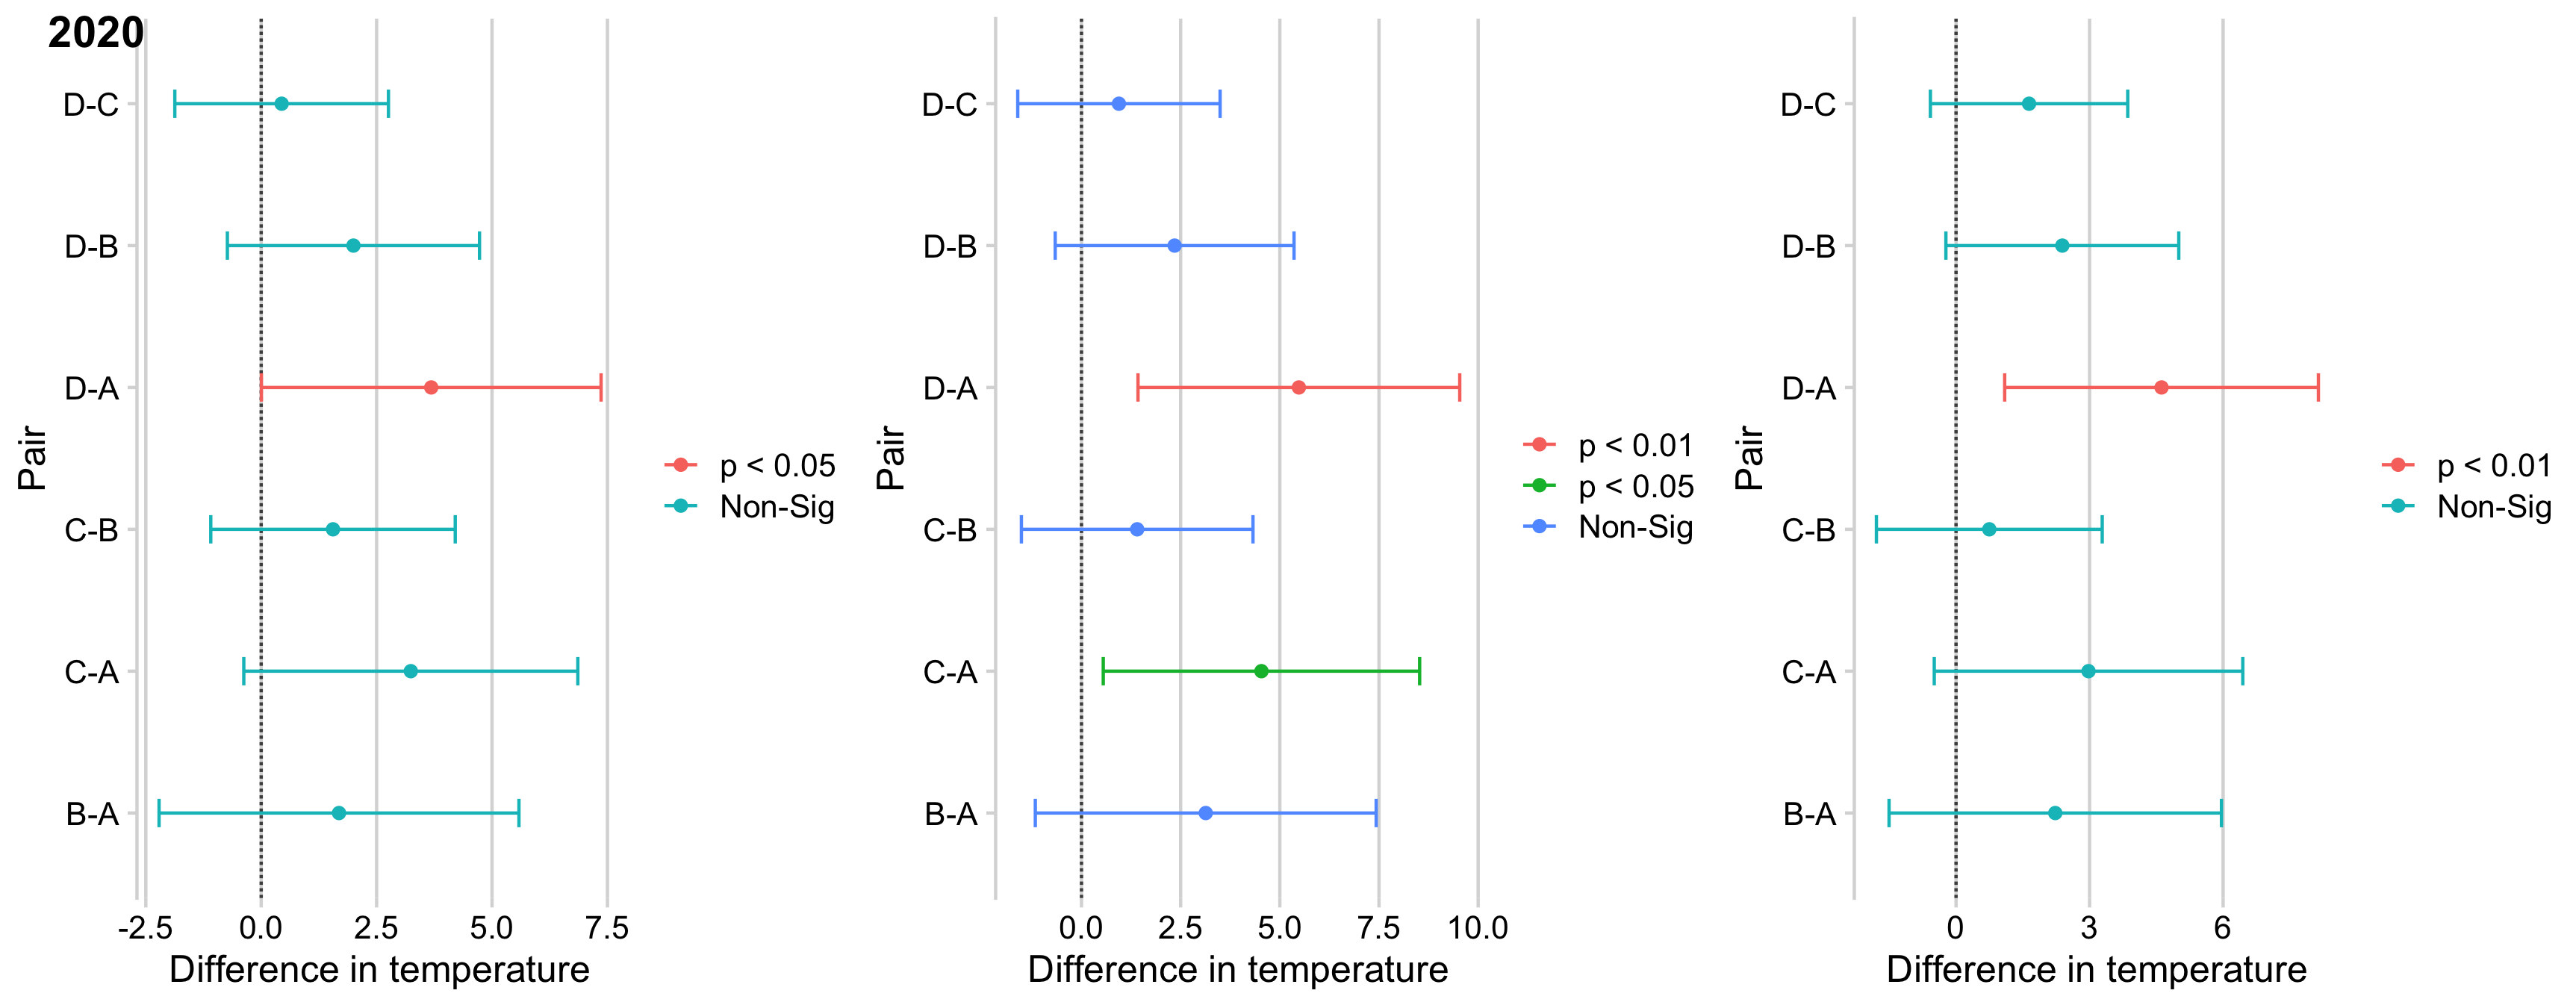 2020
D-C
D-B
D-A
C-B
C-A
B-A
Pair
-2.5 0.0 2.5 5.0 7.5
Difference in temperature
p < 0.05
Non-Sig
D-C
D-B
D-A
C-B
C-A
B-A
Pair
0.0 2.5 5.0 7.5 10.0
Difference in temperature
p < 0.01
p < 0.05
Non-Sig
D-C
D-B
D-A
C-B
C-A
B-A
Pair
0 3 6
Difference in temperature
p < 0.01
Non-Sig